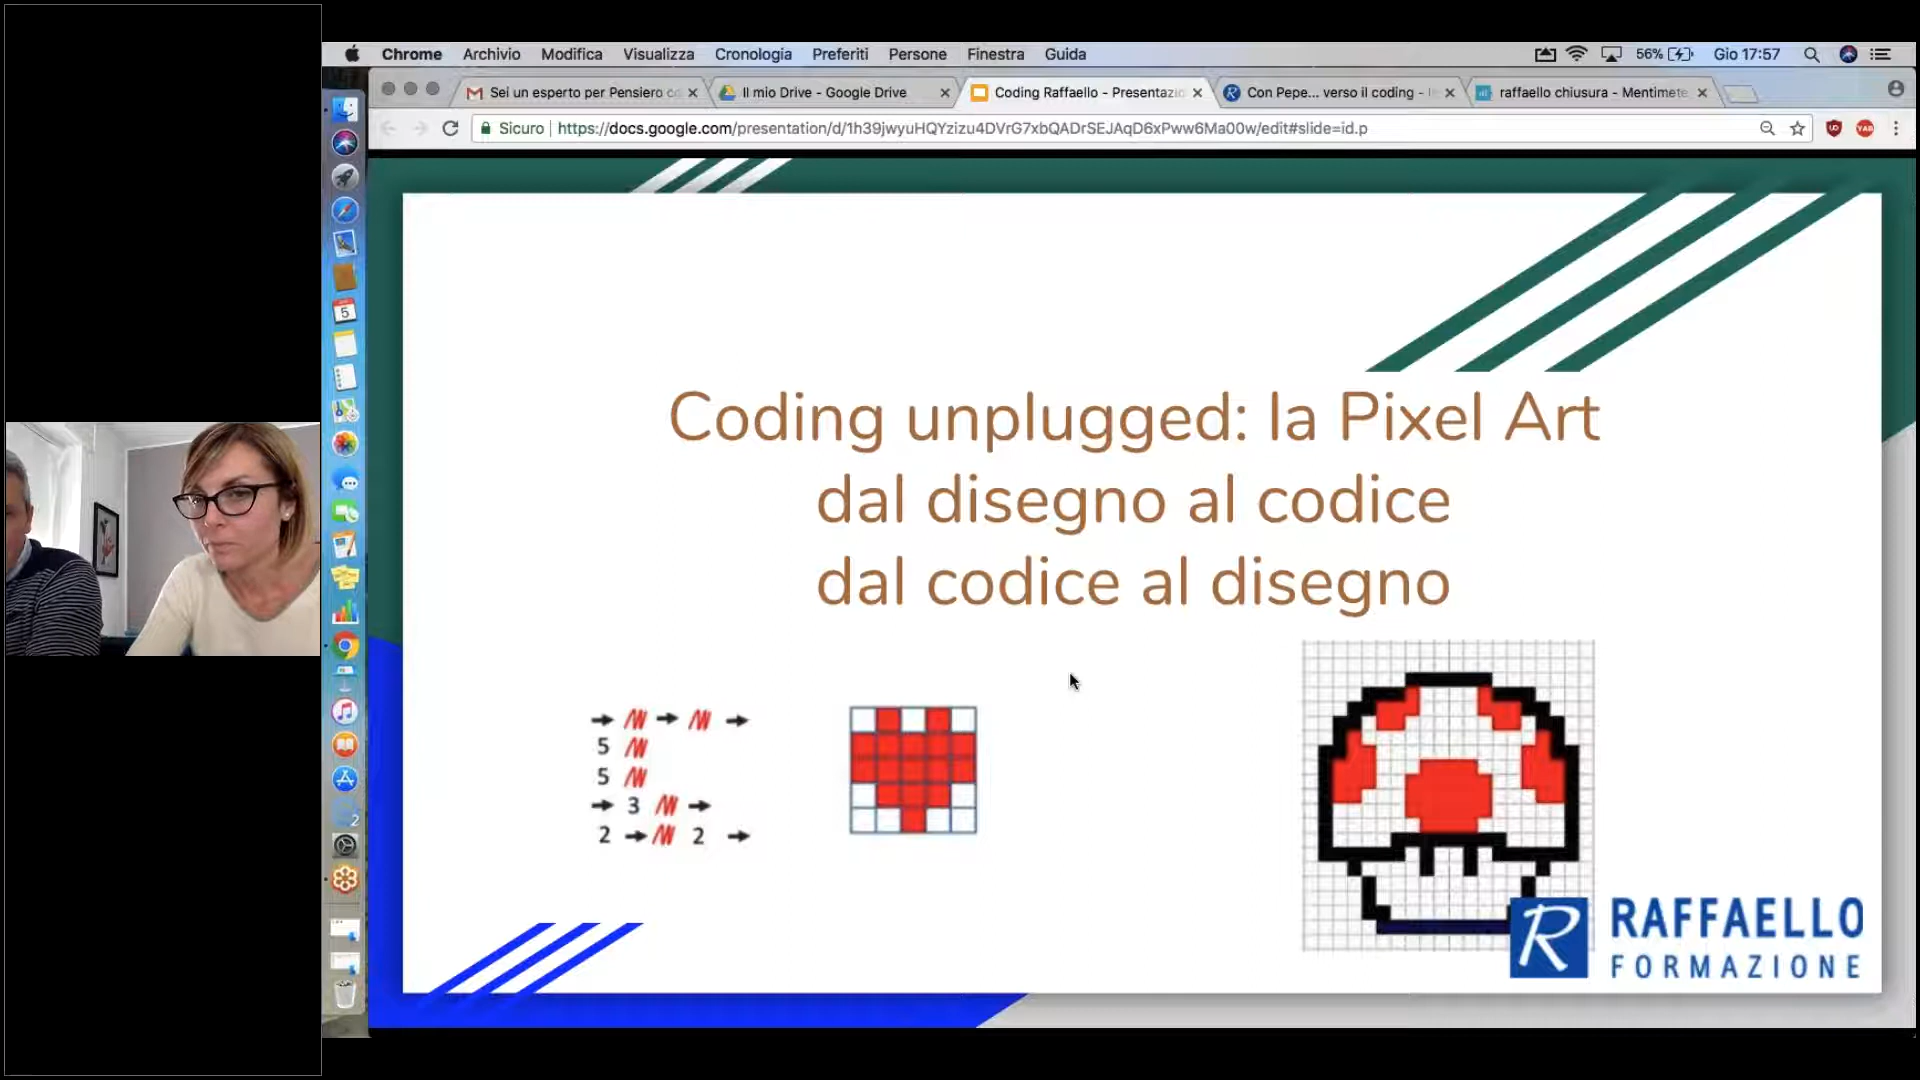 Chrome Archivio Modifica Visualizza Cronologia Preferiti Persone Finestra Guida 56% Gio 17:57
Sei un esperto per Pensiero co Il mio Drive - Google Drive Coding Raffaello - Presentazio Con Pepe... verso il coding - raffaello chiusura - Mentimete
Sicuro https://docs.google.com/presentation/d/1h39jwyuHQYzizu4DVrG7xbQADrSEJAqD6xPww6Ma00w/edit#slide=id.p
5
Coding unplugged: la Pixel Art
dal disegno al codice
dal codice al disegno
5
5
3
2 2
R RAFFAELLO
FORMAZIONE
2